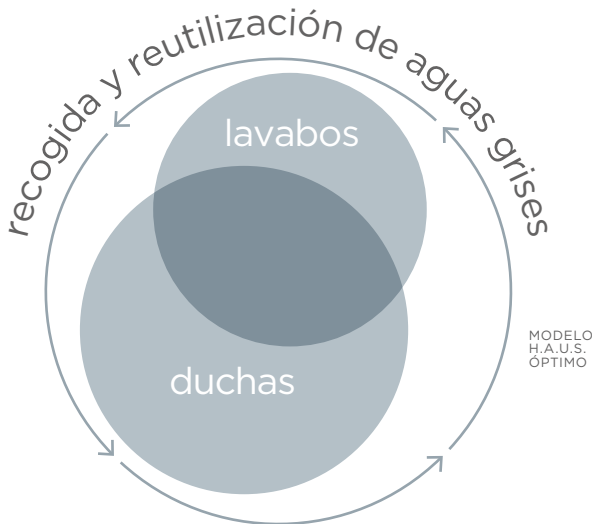 recogida y reutilización de aguas grises
lavabos
duchas
MODELO
H.A.U.S.
ÓPTIMO